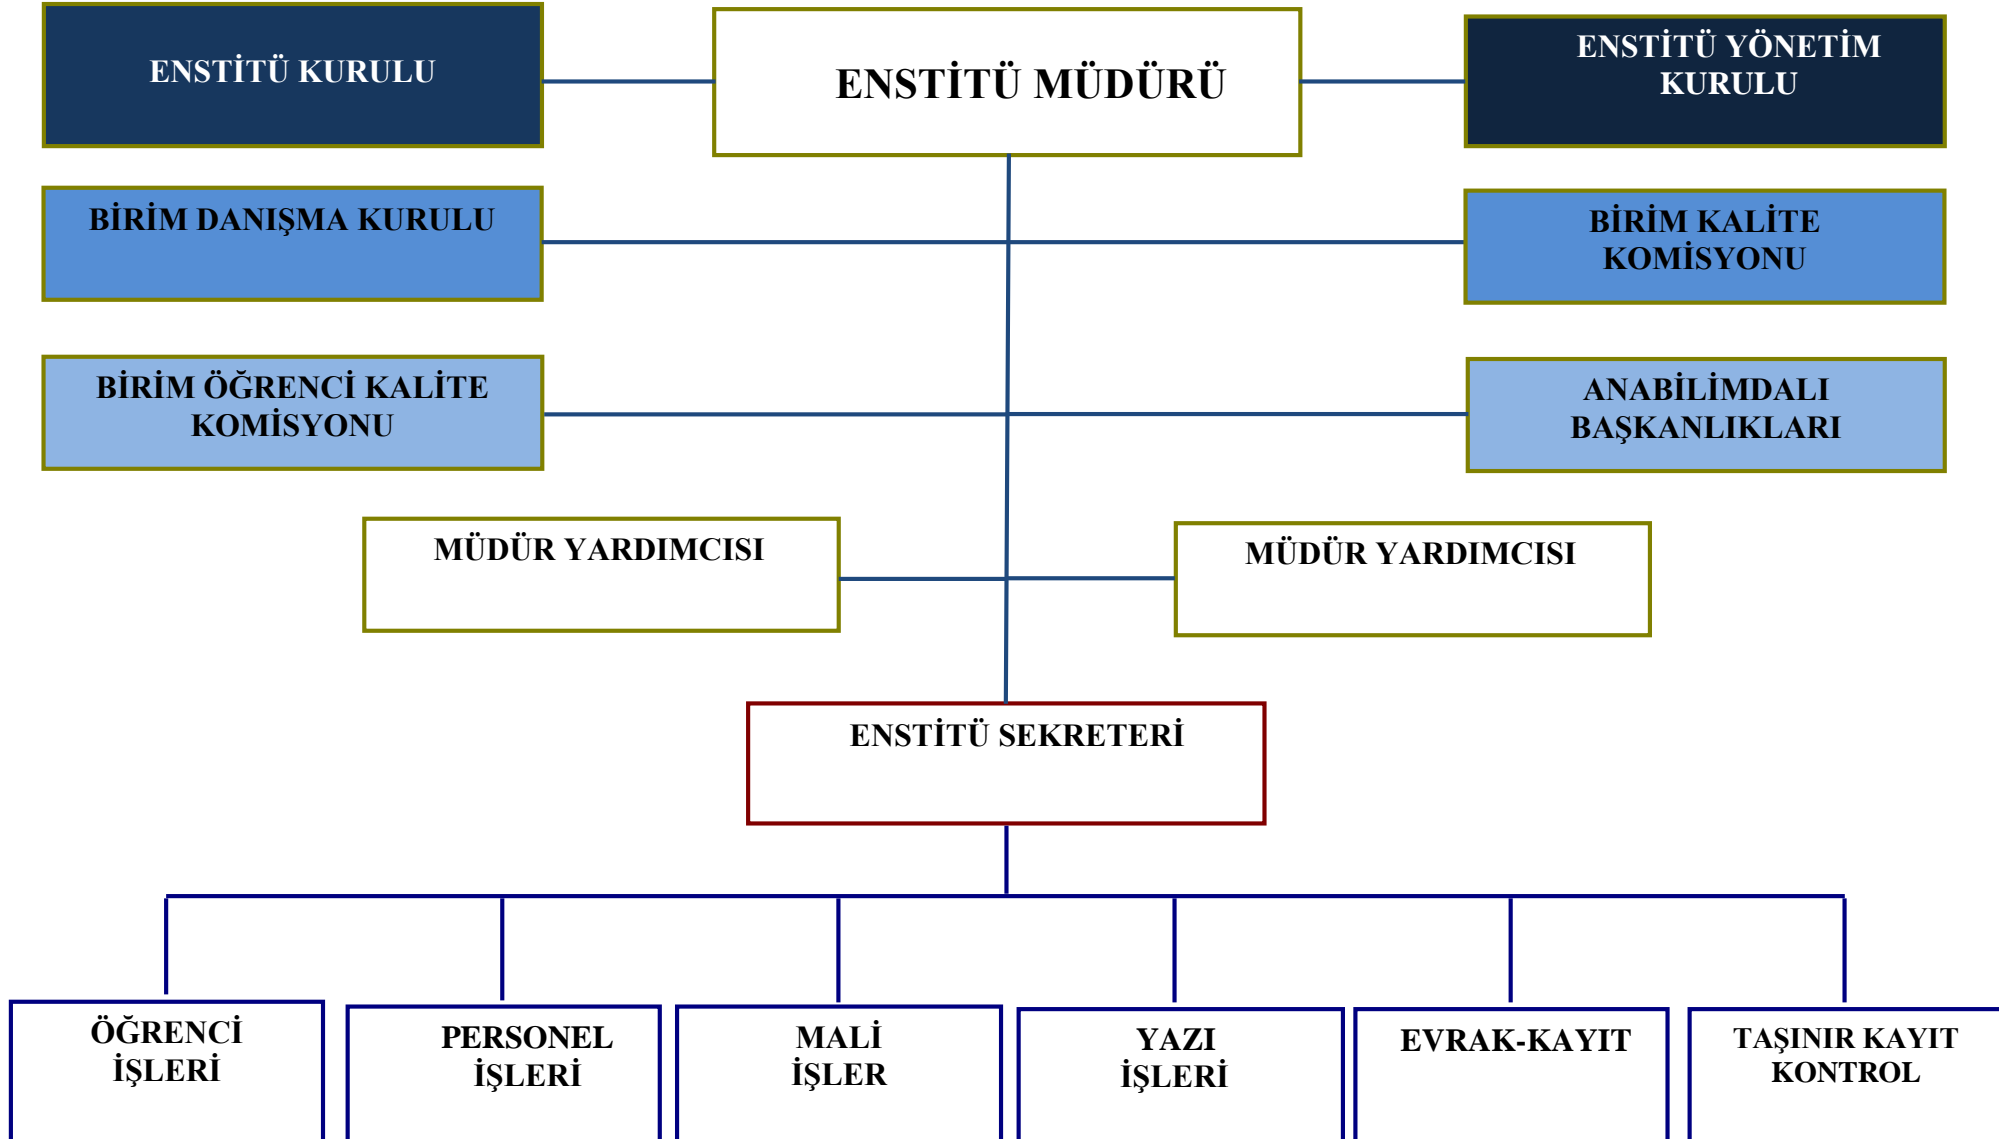 ENSTİTÜ KURULU
ENSTİTÜ MÜDÜRÜ
ENSTİTÜ YÖNETİM
KURULU
BİRİM DANIŞMA KURULU
BİRİM KALİTE
KOMİSYONU
BİRİM ÖĞRENCİ KALİTE
KOMİSYONU
ANABİLİMDALI
BAŞKANLIKLARI
MÜDÜR YARDIMCISI
MÜDÜR YARDIMCISI
ENSTİTÜ SEKRETERİ
ÖĞRENCİ
İŞLERİ
PERSONEL
İŞLERİ
MALİ
İŞLER
YAZI
İŞLERİ
EVRAK-KAYIT
TAŞINIR KAYIT
KONTROL